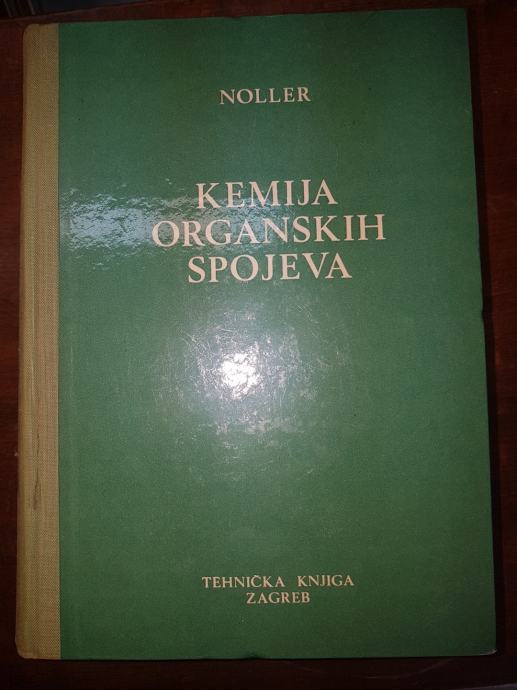 NOLLER
KEMIJA
ORGANSKIH
SPOJEVA
TEHNIČKA KNJIGA
ZAGREB